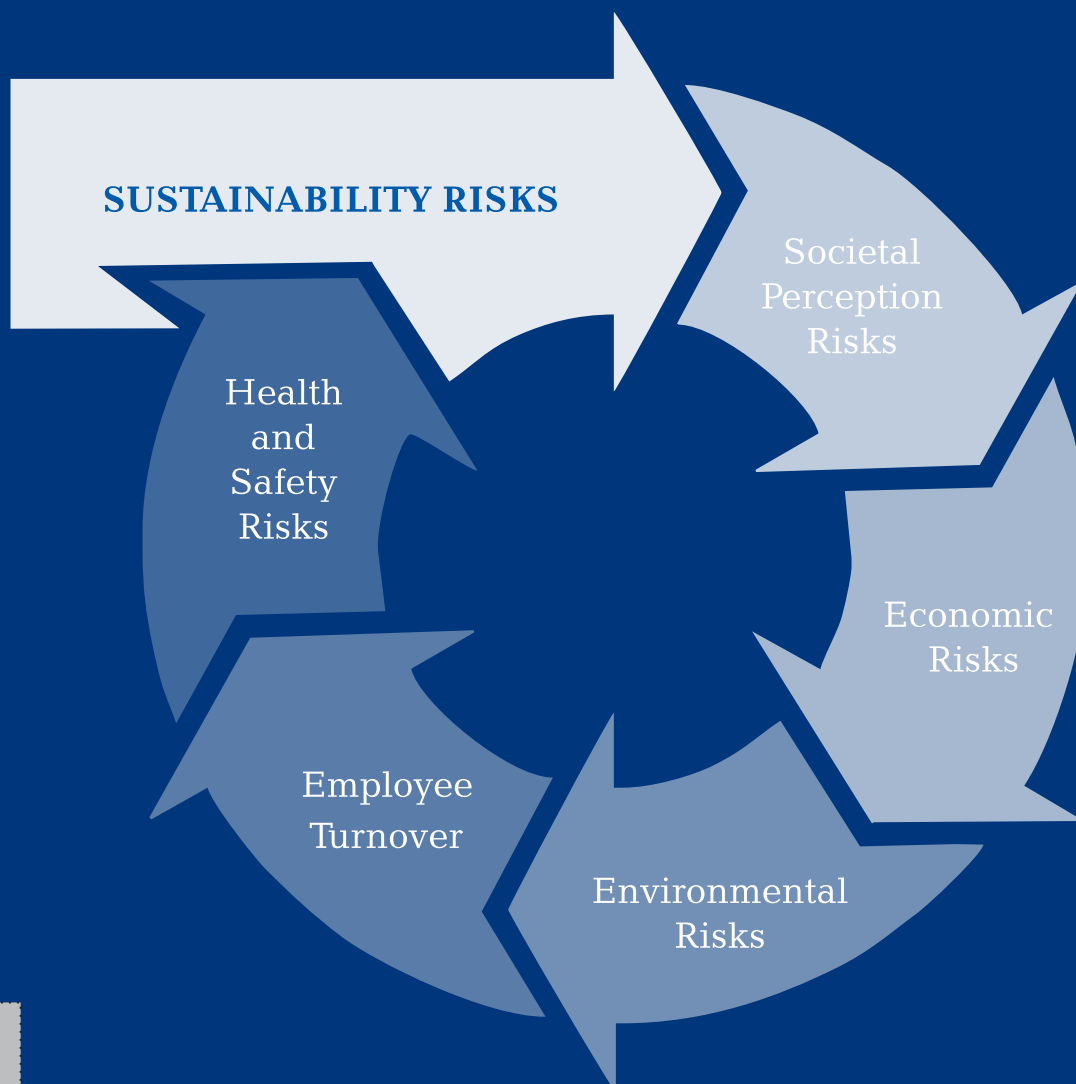 SUSTAINABILITY RISKS
Societal
Perception
Risks
Economic
Risks
Environmental
Risks
Employee
Turnover
Health
and
Safety
Risks